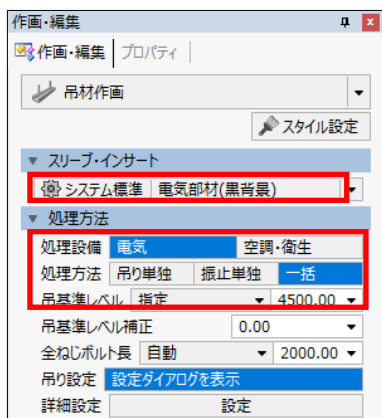 作画・編集
作画・編集 プロパティ
吊材作画
スタイル設定
スリーブ・インサート
システム標準 電気部材(黒背景)
処理方法
処理設備 電気 空調・衛生
処理方法 吊り単独 振止単独 一括
吊基準レベル 指定 4500.00
吊基準レベル補正 0.00
全ねじボルト長 自動 2000.00
吊り設定 設定ダイアログを表示
詳細設定 設定